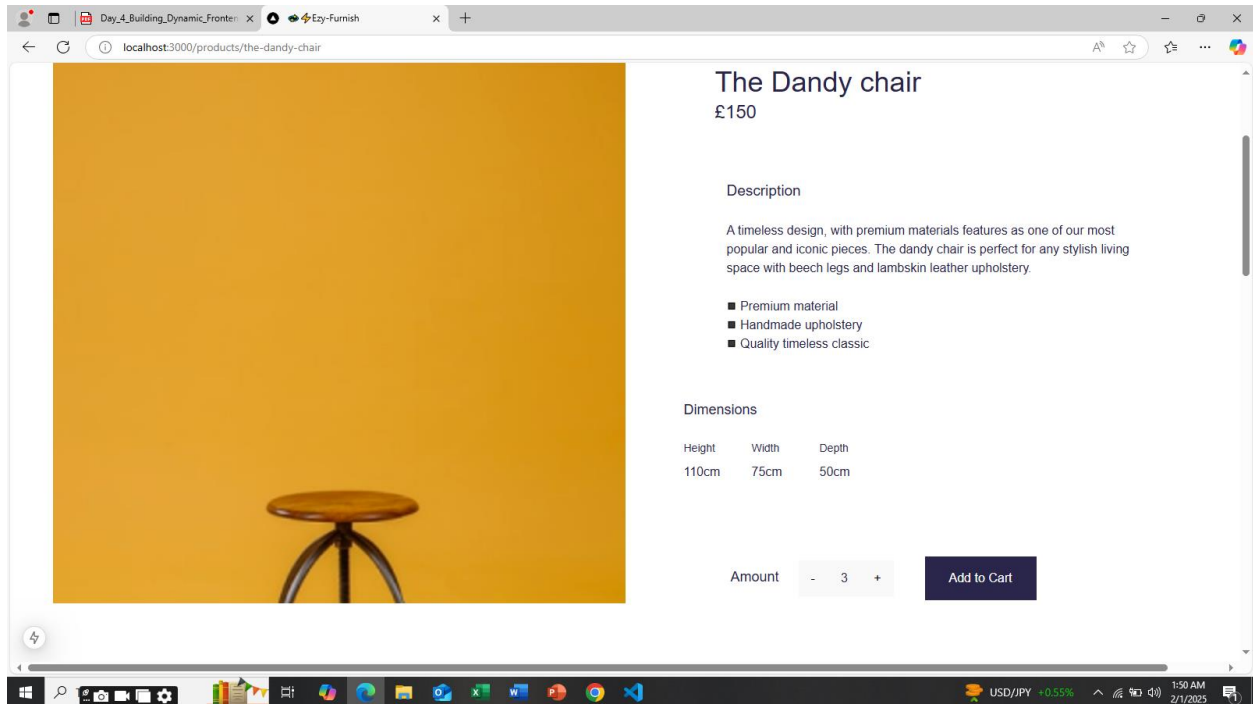 Day_4_Building_Dynamic_Fronten
Ezy-Furnish
localhost:3000/products/the-dandy-chair
The Dandy chair
£150
Description
A timeless design, with premium materials features as one of our most
popular and iconic pieces. The dandy chair is perfect for any stylish living
space with beech legs and lambskin leather upholstery.
Premium material
Handmade upholstery
Quality timeless classic
Dimensions
Height Width Depth
110cm 75cm 50cm
Amount - 3 + Add to Cart
USD/JPY +0.55%
1:50 AM
2/1/2025